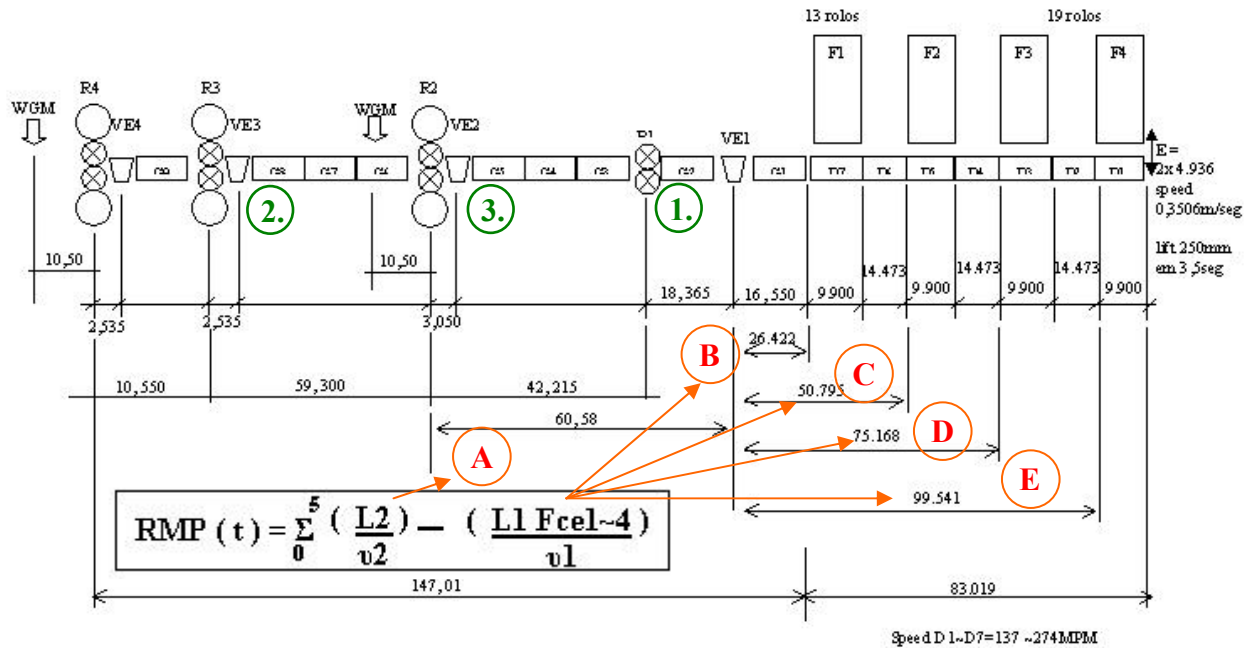 13 rolos 19 rolos
F1 F2 F3 F4
R4 R3 R2
WGM WGM
VE4 VE3 VE2 D1 VE1
E =
2x 4.936
speed
0,3506m/seg
2. 3. 1.
lift 250mm
em 3,5seg
10,50 10,50
14.473 14.473 14.473
18,365 16,550 9.900 9.900 9.900 9.900
2,535 2,535 3,050
26.422
B
10,550 59,300 42,215
50.795
C
60,58
75.168
D
A
E
99.541
RMP (t) = Σ 5 0 ( L2 / υ2 ) − ( L1 Fcel~4 / υ1 )
147,01 83.019
Speed D1~D7=137 ~274MPM